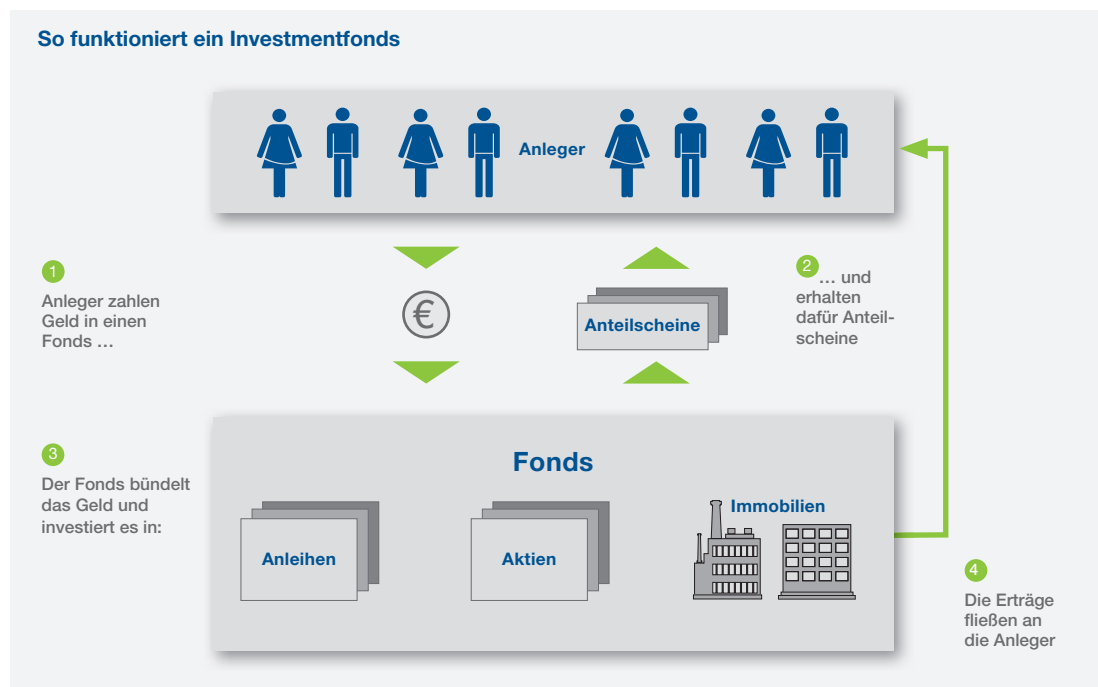 So funktioniert ein Investmentfonds
Anleger
1
Anleger zahlen
Geld in einen
Fonds …
€
Anteilscheine
2
… und
erhalten
dafür Anteil-
scheine
3
Der Fonds bündelt
das Geld und
investiert es in:
Fonds
Anleihen
Aktien
Immobilien
4
Die Erträge
fließen an
die Anleger